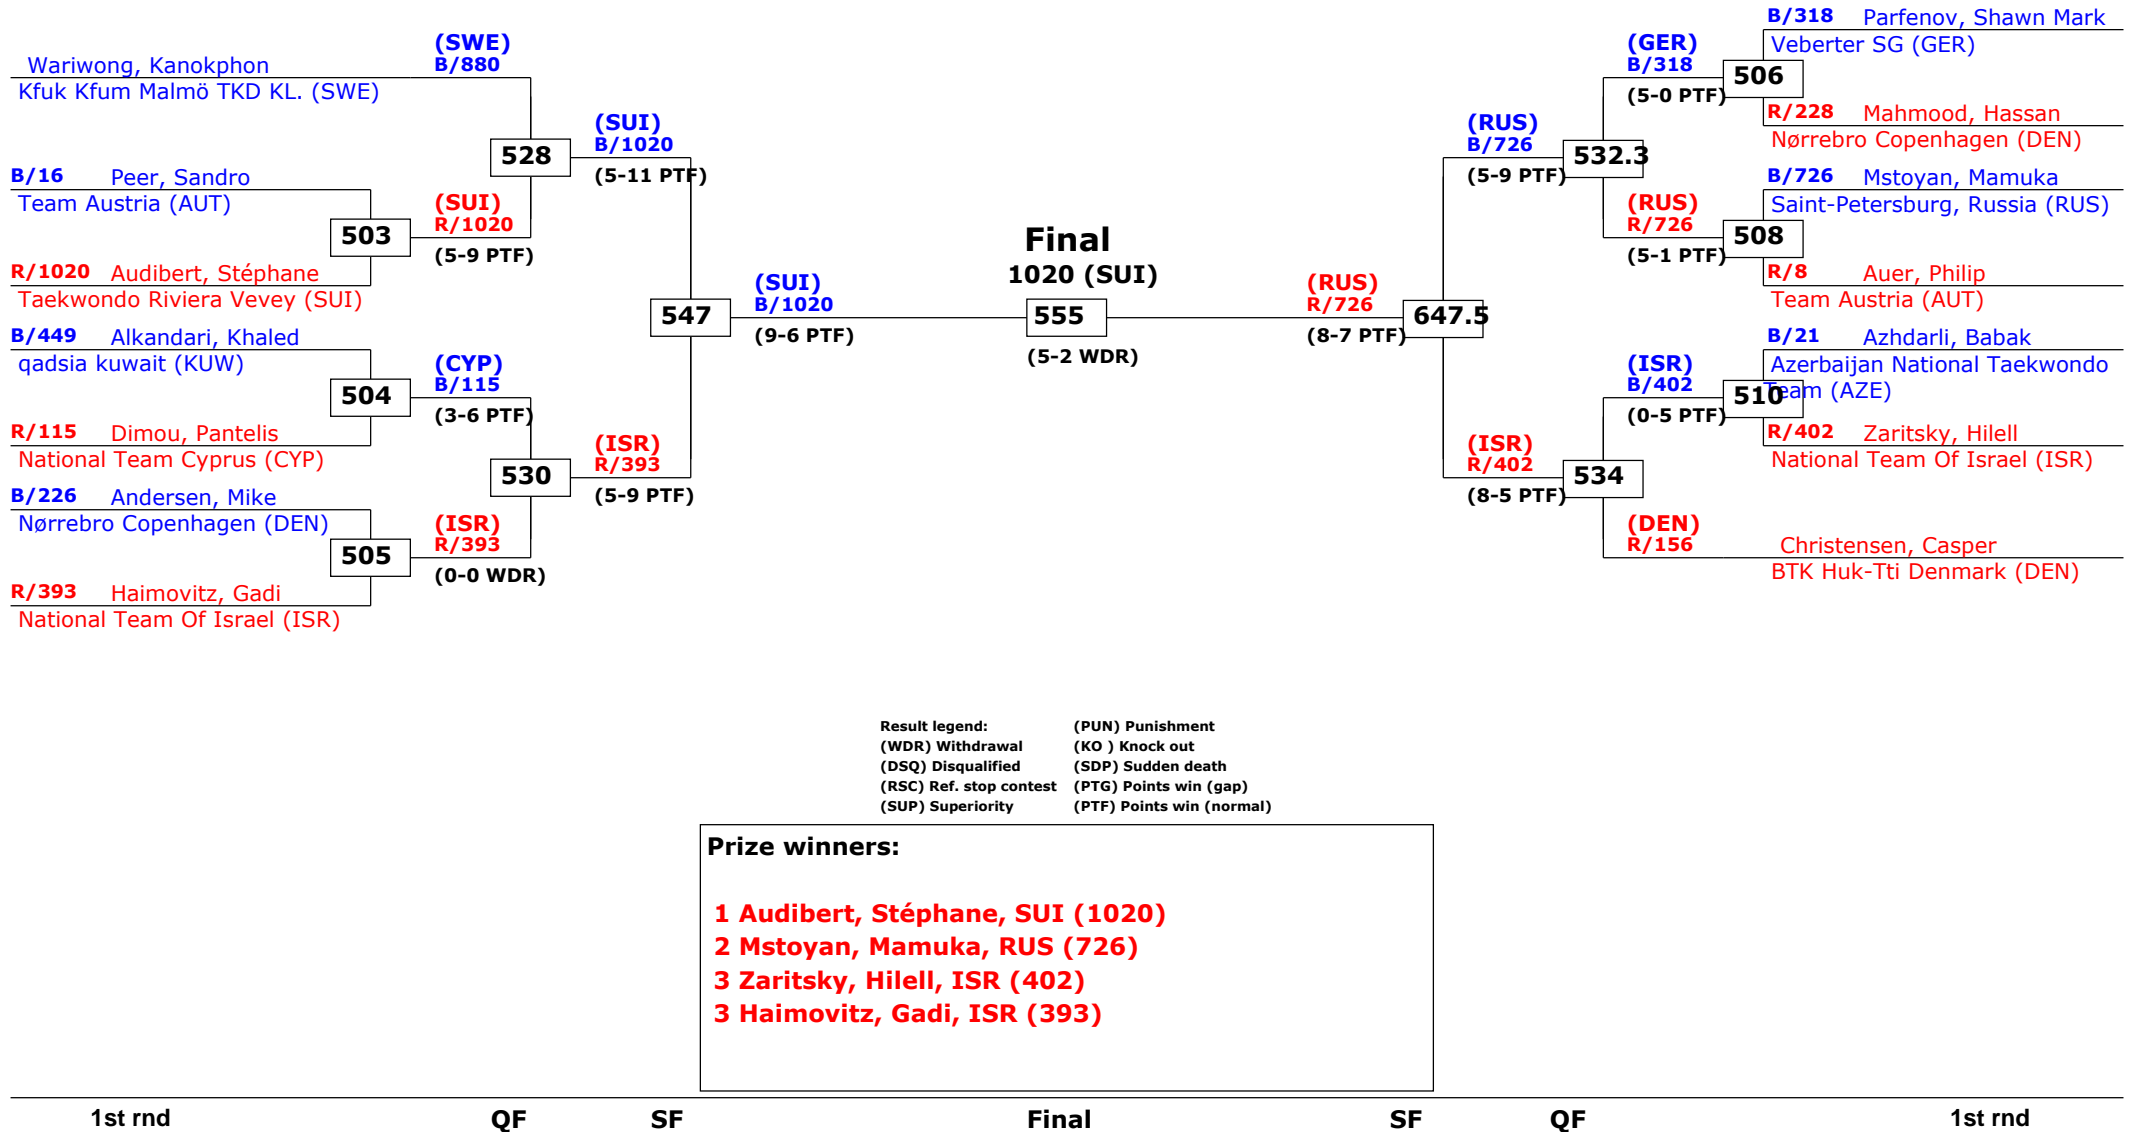 (SWE)
B/880
Wariwong, Kanokphon
Kfuk Kfum Malmö TKD KL. (SWE)
528
(SUI)
B/1020
(5-11 PTF)
B/16 Peer, Sandro
Team Austria (AUT)
503
(SUI)
R/1020
(5-9 PTF)
R/1020 Audibert, Stéphane
Taekwondo Riviera Vevey (SUI)
547
(SUI)
B/1020
(9-6 PTF)
B/449 Alkandari, Khaled
qadsia kuwait (KUW)
504
(CYP)
B/115
(3-6 PTF)
R/115 Dimou, Pantelis
National Team Cyprus (CYP)
530
(ISR)
R/393
(5-9 PTF)
B/226 Andersen, Mike
Nørrebro Copenhagen (DEN)
505
(ISR)
R/393
(0-0 WDR)
R/393 Haimovitz, Gadi
National Team Of Israel (ISR)
Final
1020 (SUI)
555
(5-2 WDR)
B/318 Parfenov, Shawn Mark
Veberter SG (GER)
506
(GER)
B/318
(5-0 PTF)
R/228 Mahmood, Hassan
Nørrebro Copenhagen (DEN)
(RUS)
B/726
532.3
(5-9 PTF)
B/726 Mstoyan, Mamuka
Saint-Petersburg, Russia (RUS)
508
(RUS)
R/726
(5-1 PTF)
R/8 Auer, Philip
Team Austria (AUT)
(RUS)
R/726
647.5
(8-7 PTF)
B/21 Azhdarli, Babak
Azerbaijan National Taekwondo
Team (AZE)
510
(ISR)
B/402
(0-5 PTF)
R/402 Zaritsky, Hilell
National Team Of Israel (ISR)
(ISR)
R/402
534
(8-5 PTF)
(DEN)
R/156
Christensen, Casper
BTK Huk-Tti Denmark (DEN)
Result legend: (PUN) Punishment
(WDR) Withdrawal (KO ) Knock out
(DSQ) Disqualified (SDP) Sudden death
(RSC) Ref. stop contest (PTG) Points win (gap)
(SUP) Superiority (PTF) Points win (normal)
Prize winners:
1 Audibert, Stéphane, SUI (1020)
2 Mstoyan, Mamuka, RUS (726)
3 Zaritsky, Hilell, ISR (402)
3 Haimovitz, Gadi, ISR (393)
1st rnd QF SF Final SF QF 1st rnd